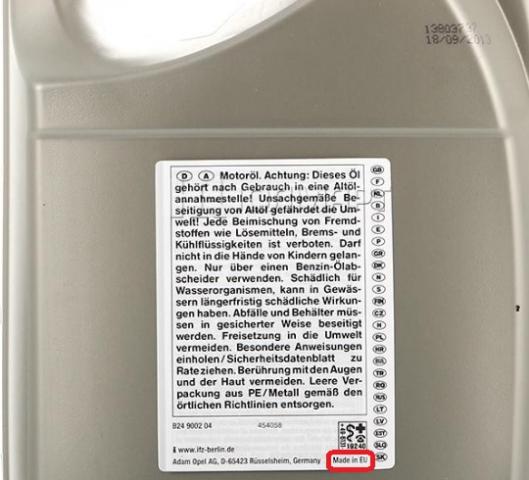 13803737
18/09/2013
D A Motoröl. Achtung: Dieses Öl
gehört nach Gebrauch in eine Altöl-
annahmestelle! Unsachgemäße Be-
seitigung von Altöl gefährdet die Um-
welt! Jede Beimischung von Fremd-
stoffen wie Lösemitteln, Brems- und
Kühlflüssigkeiten ist verboten. Darf
nicht in die Hände von Kindern gelan-
gen. Nur über einen Benzin-Ölab-
scheider verwenden. Schädlich für
Wasserorganismen, kann in Gewäs-
sern längerfristig schädliche Wirkun-
gen haben. Abfälle und Behälter müs-
sen in gesicherter Weise beseitigt
werden. Freisetzung in die Umwelt
vermeiden. Besondere Anweisungen
einholen/Sicherheitsdatenblatt zu
Rate ziehen. Berührung mit den Augen
und der Haut vermeiden. Leere Ver-
packung aus PE/Metall gemäß den
örtlichen Richtlinien entsorgen.
GB
F
NL
B
I
E
P
GR
DK
N
S
FIN
CZ
H
PL
HR
TR
RO
RUS
LT
LV
EST
SLO
SK
B24 9002 04 454058
19240
www.ifz-berlin.de
Adam Opel AG, D-65423 Rüsselsheim, Germany Made in EU